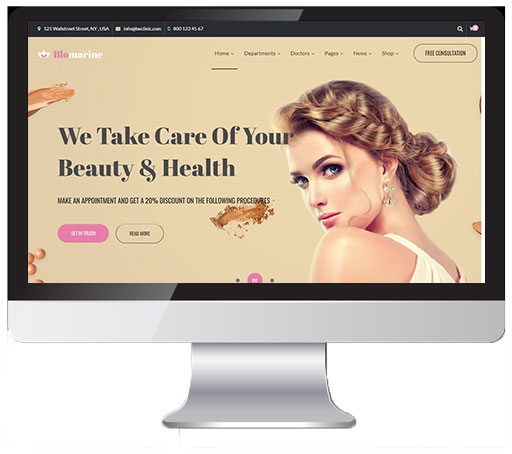 121 Wallstreet Street, NY, USA info@beclinic.com 800 123 45 67
Biomarine Home Departments Doctors Pages News Shop FREE CONSULTATION
We Take Care Of Your
Beauty & Health
MAKE AN APPOINTMENT AND GET A 20% DISCOUNT ON THE FOLLOWING PROCEDURES
GET IN TOUCH READ MORE